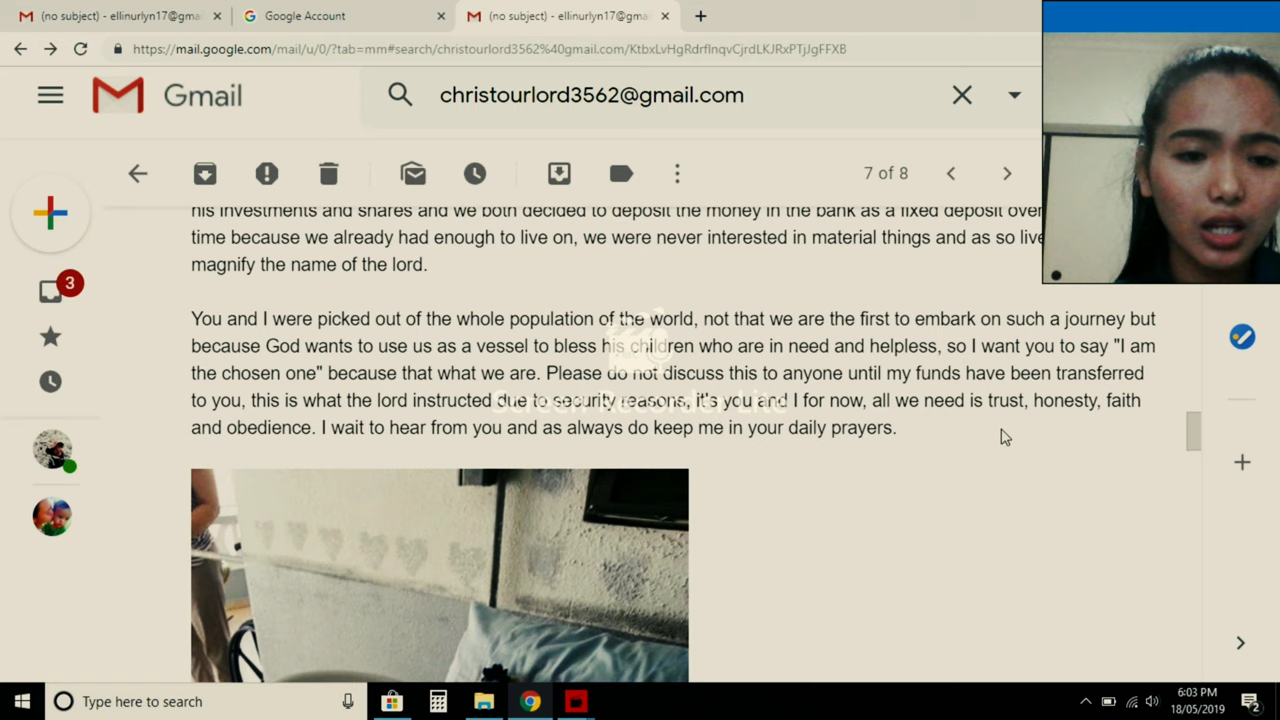 (no subject) - ellinurlyn17@gma
Google Account
(no subject) - ellinurlyn17@gma
https://mail.google.com/mail/u/0/?tab=mm#search/christourlord3562%40gmail.com/
Gmail
christourlord3562@gmail.com
7 of 8
his investments and shares and we both decided to deposit the money in the bank as a fixed deposit over
time because we already had enough to live on, we were never interested in material things and as so live
magnify the name of the lord.
3
You and I were picked out of the whole population of the world, not that we are the first to embark on such a journey but
because God wants to use us as a vessel to bless his children who are in need and helpless, so I want you to say "I am
the chosen one" because that what we are. Please do not discuss this to anyone until my funds have been transferred
to you, this is what the lord instructed due to security reasons, it's you and I for now, all we need is trust, honesty, faith
and obedience. I wait to hear from you and as always do keep me in your daily prayers.
Screen Recorder Lite
Type here to search
6:03 PM
18/05/2019
2